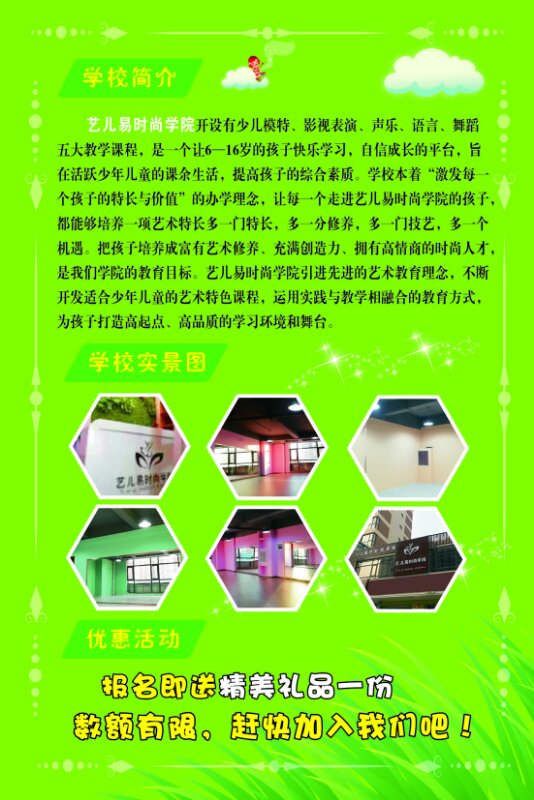 学校简介
艺儿易时尚学院开设有少儿模特、影视表演、声乐、语言、舞蹈
五大教学课程，是一个让6—16岁的孩子快乐学习，自信成长的平台，旨
在活跃少年儿童的课余生活，提高孩子的综合素质。学校本着“激发每一
个孩子的特长与价值”的办学理念，让每一个走进艺儿易时尚学院的孩子，
都能够培养一项艺术特长多一门特长，多一分修养，多一门技艺，多一个
机遇。把孩子培养成富有艺术修养、充满创造力、拥有高情商的时尚人才，
是我们学院的教育目标。艺儿易时尚学院引进先进的艺术教育理念，不断
开发适合少年儿童的艺术特色课程，运用实践与教学相融合的教育方式，
为孩子打造高起点、高品质的学习环境和舞台。
学校实景图
艺儿易时尚学
艺儿易时尚学院
优惠活动
报名即送精美礼品一份
数额有限，赶快加入我们吧！